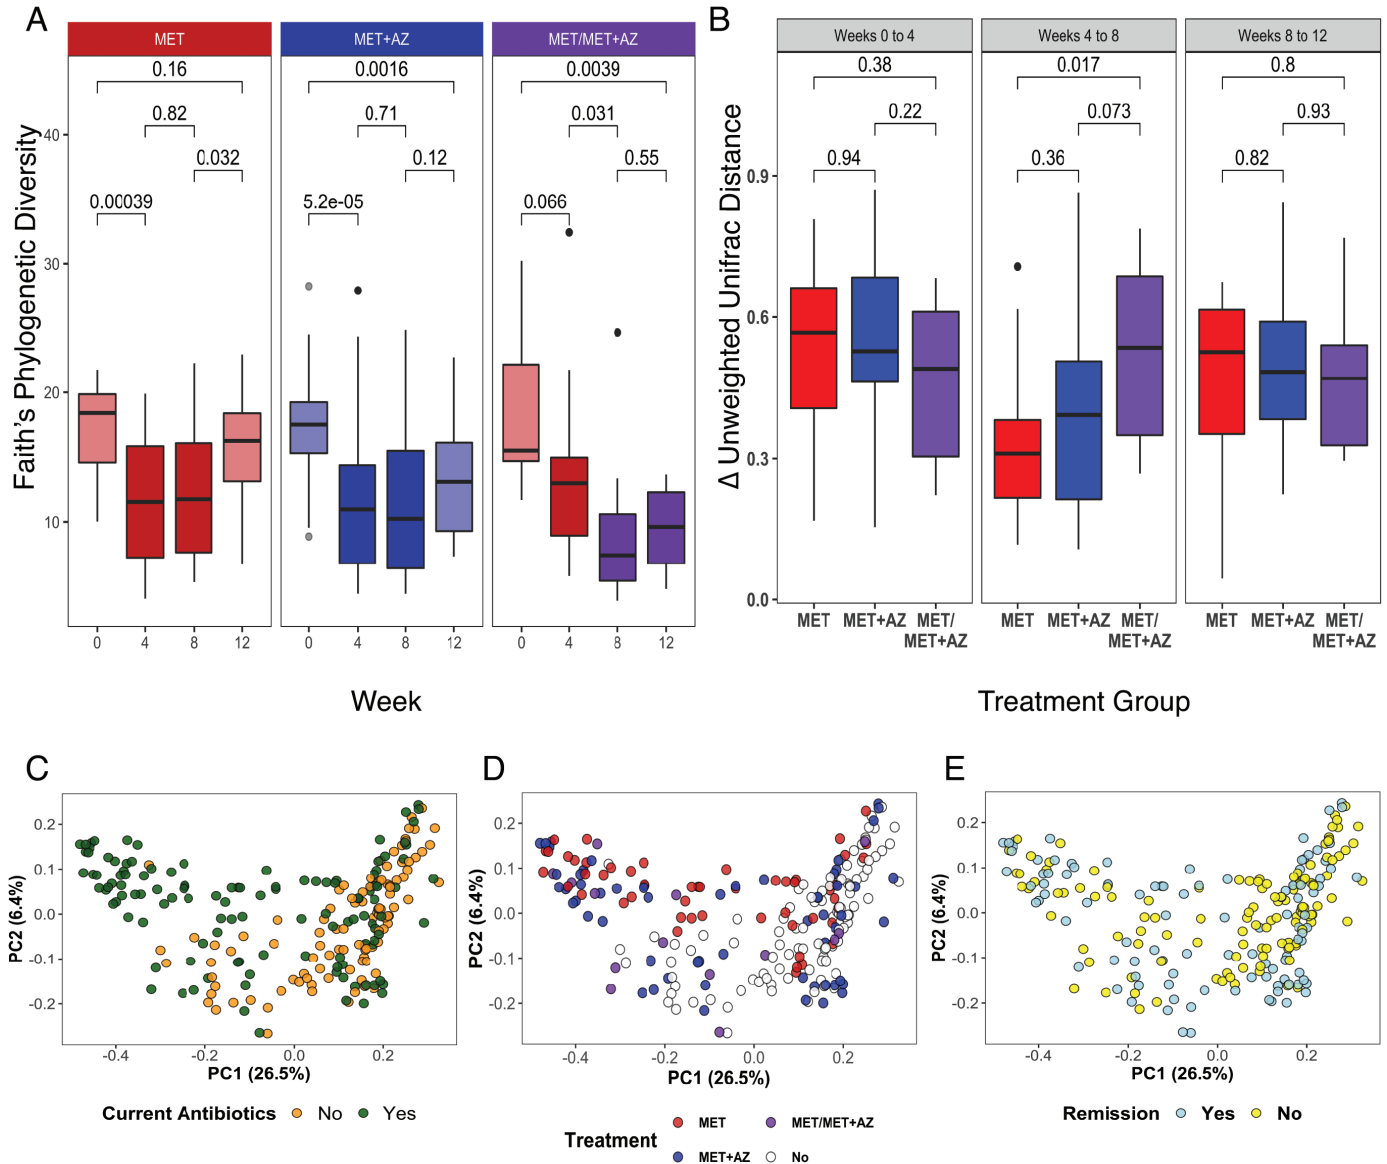 A
MET
MET+AZ
MET/MET+AZ
0.16
0.82
0.032
0.00039
0.0016
0.71
0.12
5.2e-05
0.0039
0.031
0.55
0.066
Faith's Phylogenetic Diversity
40
30
20
10
0 4 8 12
0 4 8 12
0 4 8 12
Week
B
Weeks 0 to 4
Weeks 4 to 8
Weeks 8 to 12
0.38
0.22
0.94
0.017
0.073
0.36
0.8
0.93
0.82
Δ Unweighted Unifrac Distance
0.9
0.6
0.3
0.0
MET MET+AZ MET/
MET+AZ
MET MET+AZ MET/
MET+AZ
MET MET+AZ MET/
MET+AZ
Treatment Group
C
PC2 (6.4%)
0.2
0.1
0.0
-0.1
-0.2
-0.4 -0.2 0.0 0.2
PC1 (26.5%)
Current Antibiotics No Yes
D
PC2 (6.4%)
0.2
0.1
0.0
-0.1
-0.2
-0.4 -0.2 0.0 0.2
PC1 (26.5%)
Treatment
MET
MET/MET+AZ
MET+AZ
No
E
PC2 (6.4%)
0.2
0.1
0.0
-0.1
-0.2
-0.4 -0.2 0.0 0.2
PC1 (26.5%)
Remission Yes No